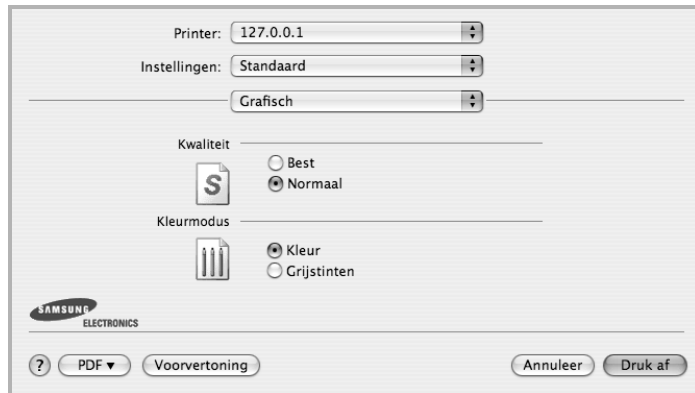 Printer: 127.0.0.1
Instellingen: Standaard
Grafisch
Kwaliteit
Best
S
Normaal
Kleurmodus
Kleur
Grijstinten
SAMSUNG
ELECTRONICS
? PDF ▼ Voorvertoning Annuleer Druk af